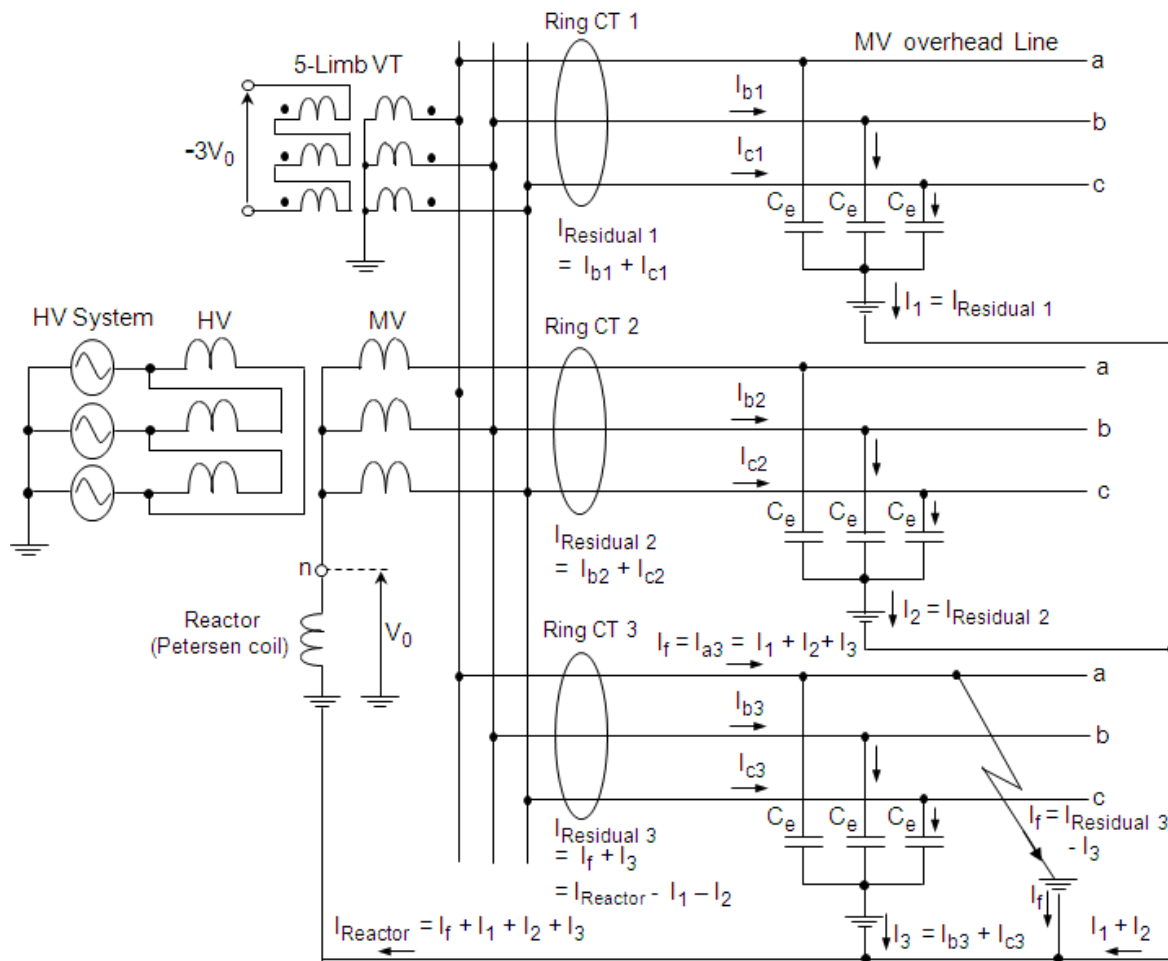 Ring CT 1
MV overhead Line
5-Limb VT
a
I_b1
b
-3V_0
I_c1
c
C_e C_e C_e
I_Residual 1
= I_b1 + I_c1
I_1 = I_Residual 1
HV System
HV
MV
Ring CT 2
a
I_b2
b
I_c2
c
C_e C_e C_e
I_Residual 2
= I_b2 + I_c2
I_2 = I_Residual 2
n
Reactor
(Petersen coil)
V_0
Ring CT 3
I_f = I_a3 = I_1 + I_2 + I_3
a
I_b3
b
I_c3
c
C_e C_e C_e
I_f = I_Residual 3
- I_3
I_Residual 3
= I_f + I_3
= I_Reactor - I_1 – I_2
I_f
I_Reactor = I_f + I_1 + I_2 + I_3
I_3 = I_b3 + I_c3
I_1 + I_2